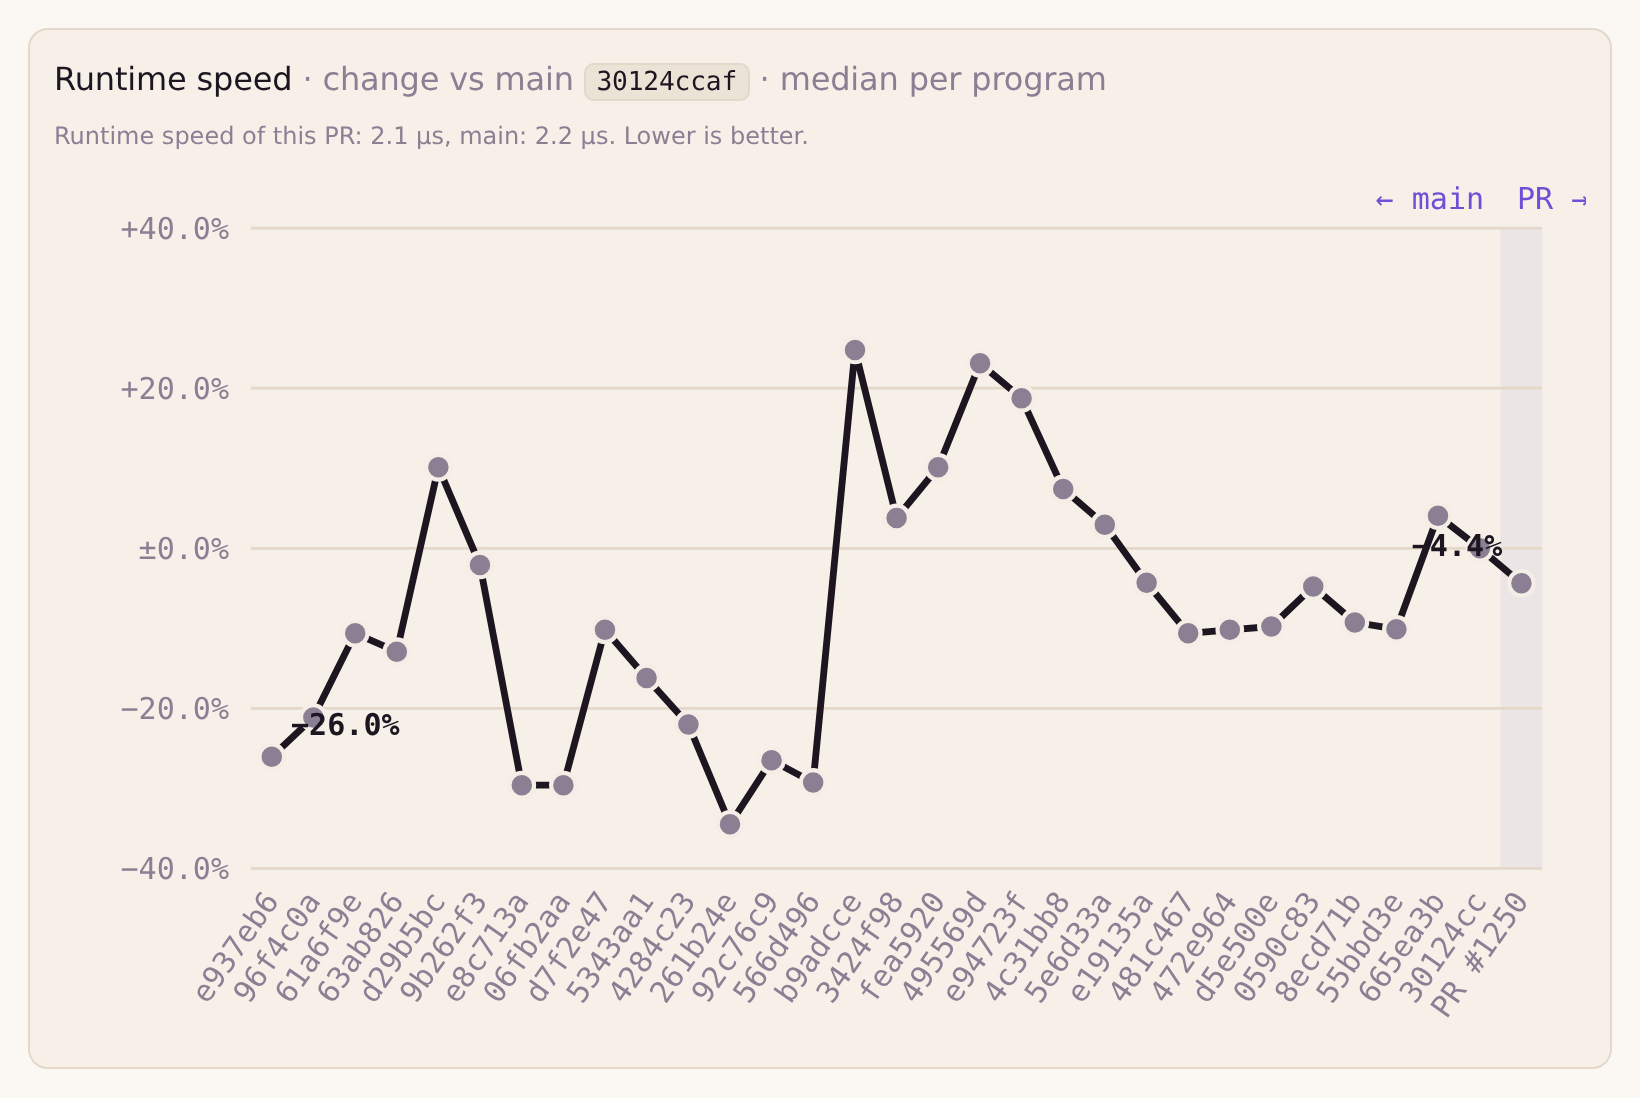 Runtime speed · change vs main 30124ccaf · median per program
Runtime speed of this PR: 2.1 µs, main: 2.2 µs. Lower is better.
← main PR →
+40.0%
+20.0%
±0.0%
−20.0%
−40.0%
−26.0%
−4.4%
e937eb6
96f4c0a
61a6f9e
63ab826
d29b5bc
9b262f3
e8c713a
06fb2aa
d7f2e47
5343aa1
4284c23
261b24e
92c76c9
566d496
b9adcce
3424f98
fea5920
495569d
e94723f
4c31bb8
5e6d33a
e19135a
481c467
472e964
d5e500e
0590c83
8ecd71b
55bbd3e
665ea3b
30124cc
PR #1250